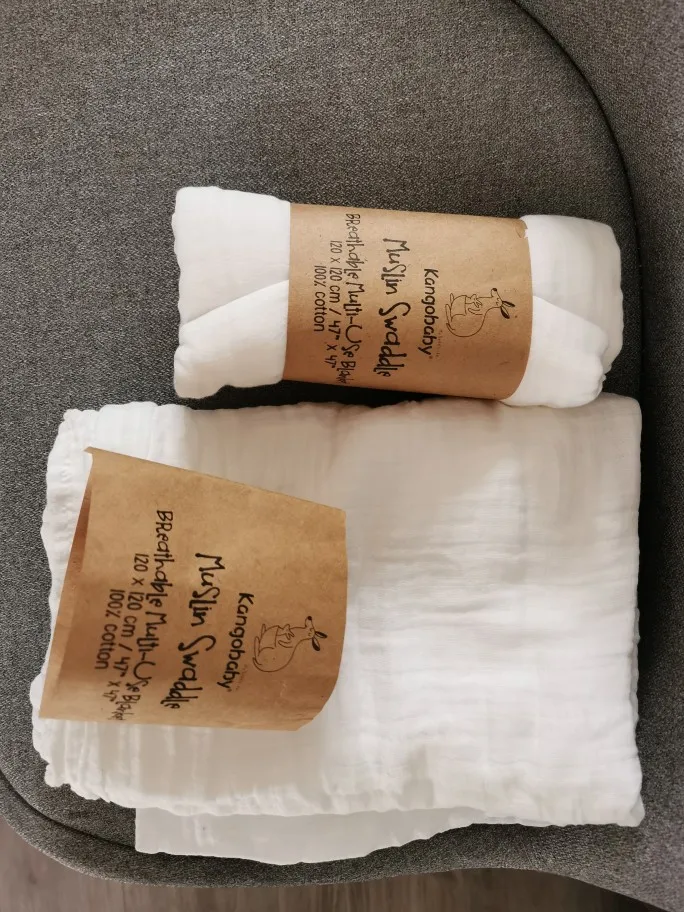 Kangobaby
Muslin Swaddle
Breathable Multi-Use Blanket
120 x 120 cm / 47" x 47"
100% cotton
Kangobaby
Muslin Swaddle
Breathable Multi-Use Blanket
120 x 120 cm / 47" x 47"
100% cotton